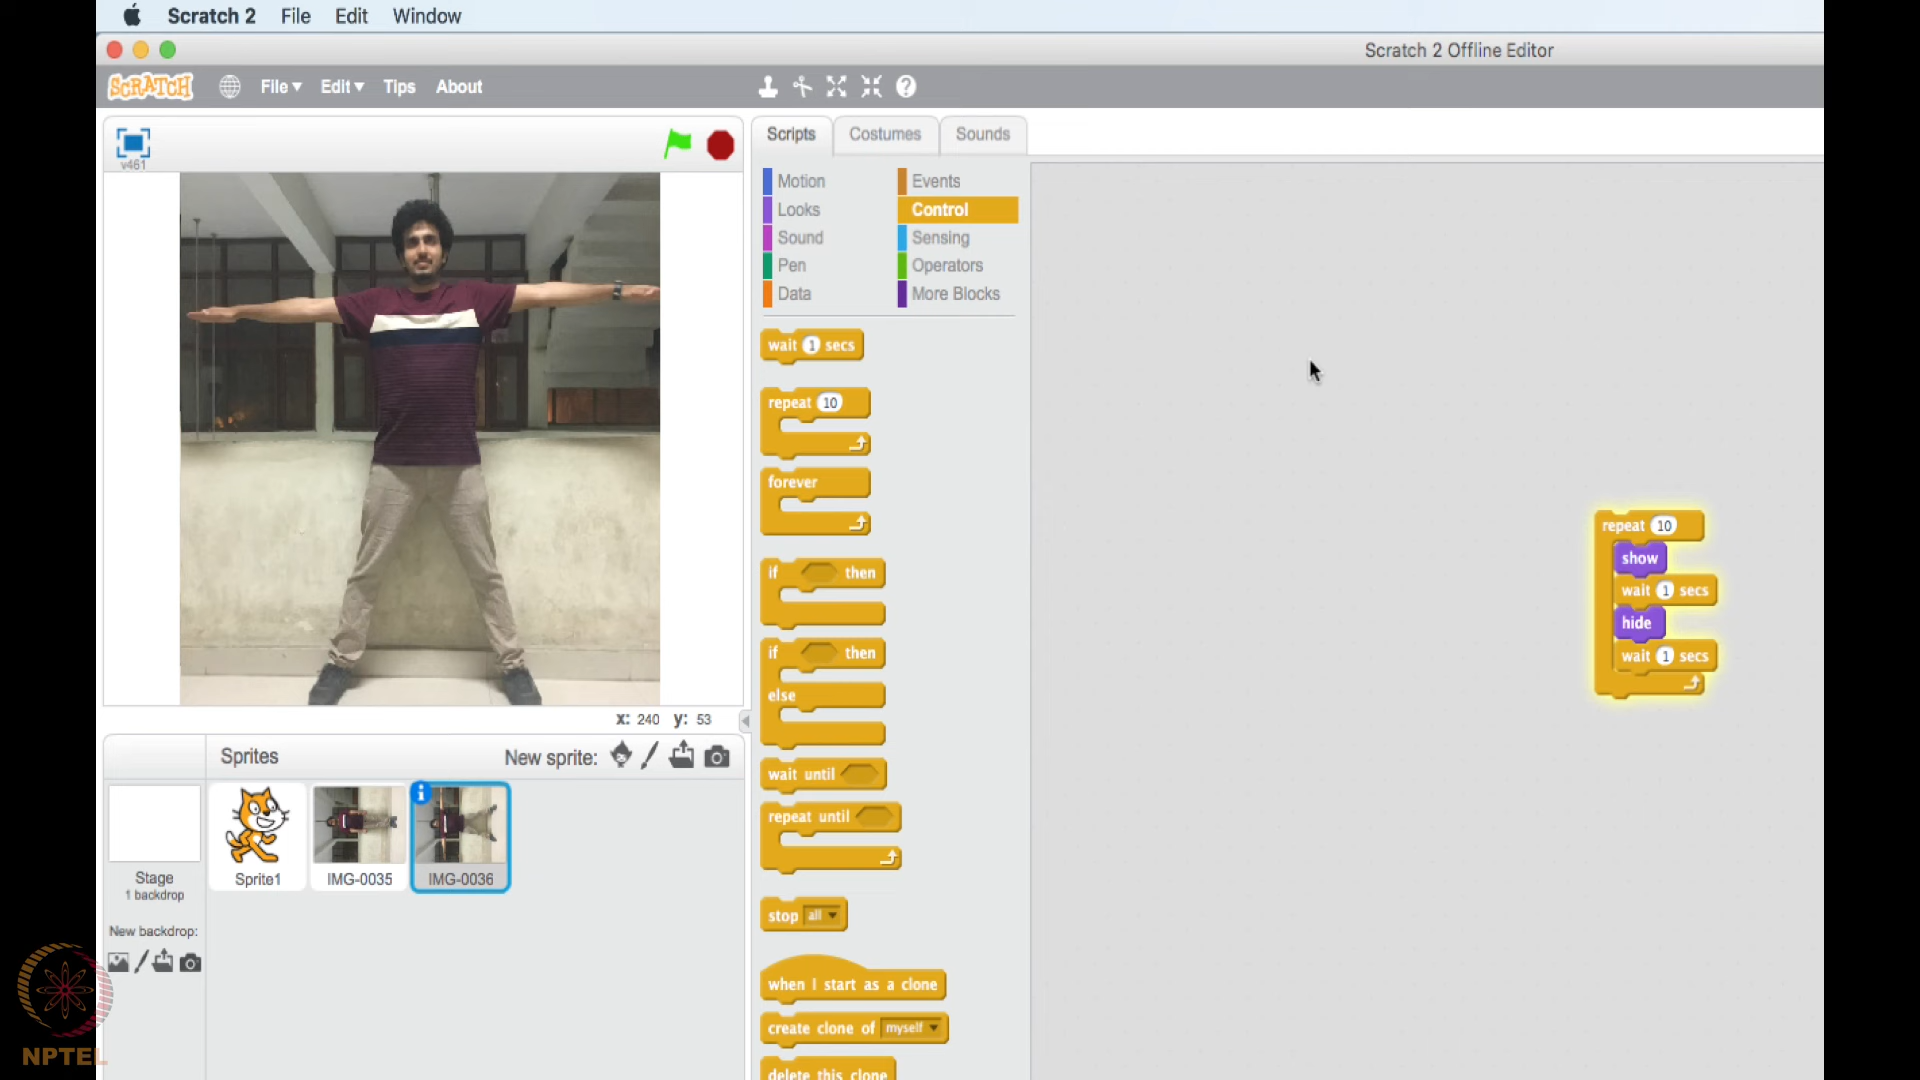 Scratch 2 File Edit Window
Scratch 2 Offline Editor
SCRATCH File Edit Tips About
v461
Scripts Costumes Sounds
Motion Events
Looks Control
Sound Sensing
Pen Operators
Data More Blocks
wait 1 secs
repeat 10
forever
if then
if then
else
wait until
repeat until
stop all
when I start as a clone
create clone of myself
delete this clone
repeat 10
show
wait 1 secs
hide
wait 1 secs
x: 240 y: 53
Sprites New sprite:
Stage
1 backdrop
New backdrop:
Sprite1
IMG-0035
IMG-0036
NPTEL